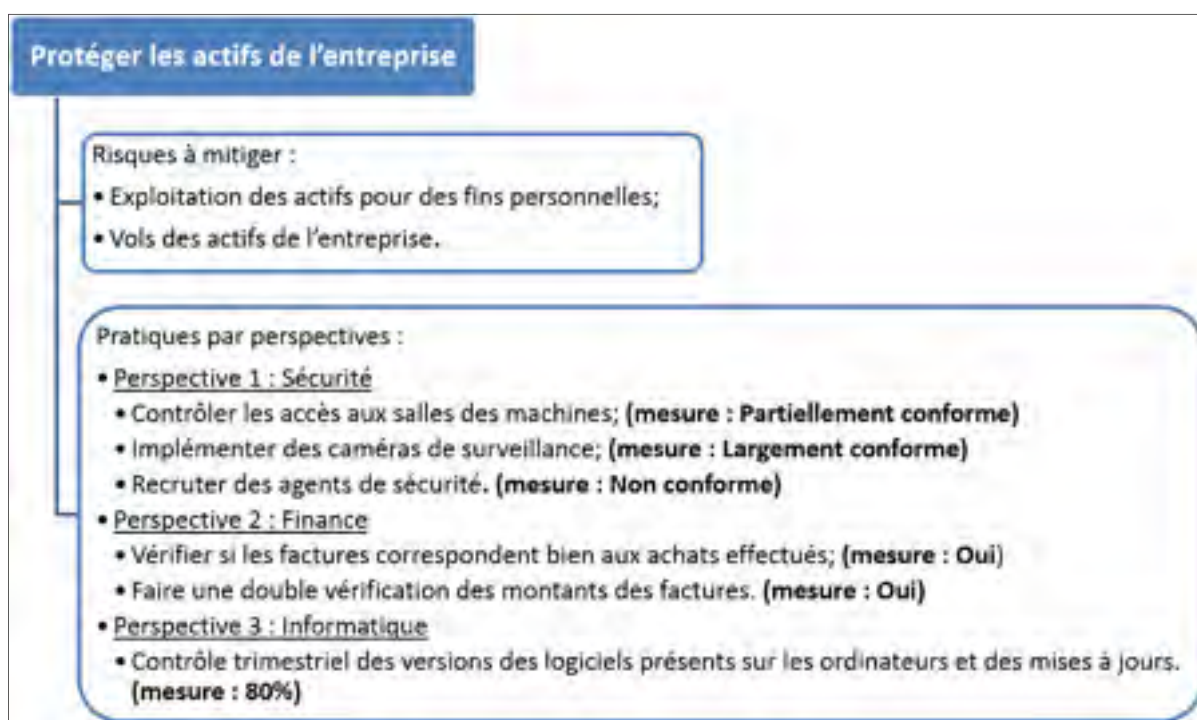 Protéger les actifs de l'entreprise
Risques à mitiger :
• Exploitation des actifs pour des fins personnelles;
• Vols des actifs de l'entreprise.
Pratiques par perspectives :
• Perspective 1 : Sécurité
• Contrôler les accès aux salles des machines; (mesure : Partiellement conforme)
• Implémenter des caméras de surveillance; (mesure : Largement conforme)
• Recruter des agents de sécurité. (mesure : Non conforme)
• Perspective 2 : Finance
• Vérifier si les factures correspondent bien aux achats effectués; (mesure : Oui)
• Faire une double vérification des montants des factures. (mesure : Oui)
• Perspective 3 : Informatique
• Contrôle trimestriel des versions des logiciels présents sur les ordinateurs et des mises à jours.
(mesure : 80%)